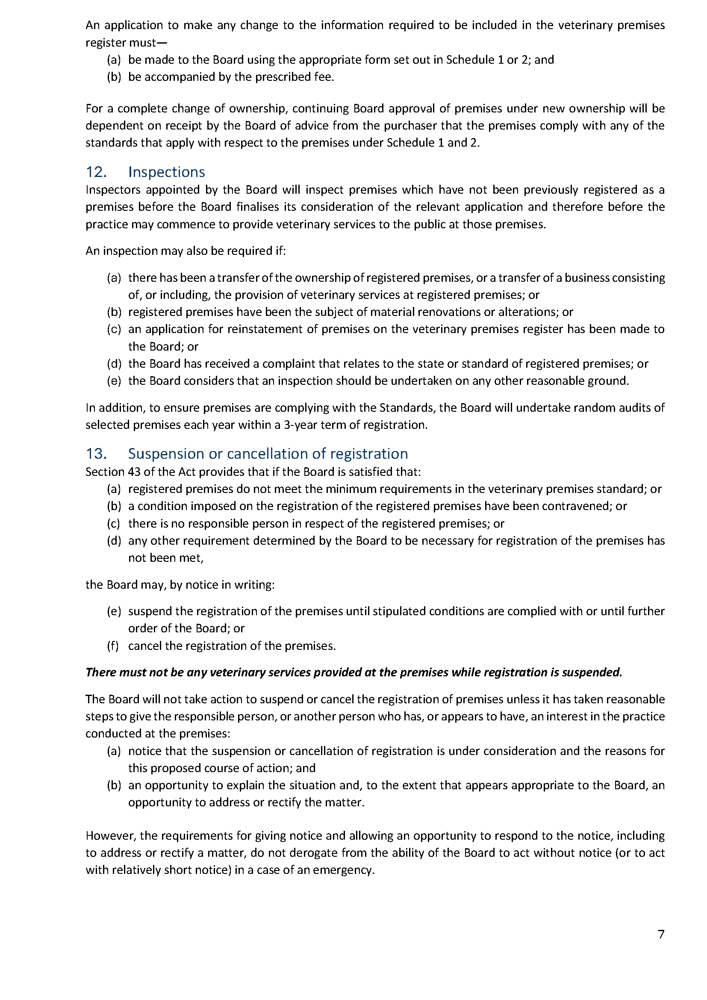 An application to make any change to the information required to be included in the veterinary premises
register must—
(a) be made to the Board using the appropriate form set out in Schedule 1 or 2; and
(b) be accompanied by the prescribed fee.
For a complete change of ownership, continuing Board approval of premises under new ownership will be
dependent on receipt by the Board of advice from the purchaser that the premises comply with any of the
standards that apply with respect to the premises under Schedule 1 and 2.
12. Inspections
Inspectors appointed by the Board will inspect premises which have not been previously registered as a
premises before the Board finalises its consideration of the relevant application and therefore before the
practice may commence to provide veterinary services to the public at those premises.
An inspection may also be required if:
(a) there has been a transfer of the ownership of registered premises, or a transfer of a business consisting
of, or including, the provision of veterinary services at registered premises; or
(b) registered premises have been the subject of material renovations or alterations; or
(c) an application for reinstatement of premises on the veterinary premises register has been made to
the Board; or
(d) the Board has received a complaint that relates to the state or standard of registered premises; or
(e) the Board considers that an inspection should be undertaken on any other reasonable ground.
In addition, to ensure premises are complying with the Standards, the Board will undertake random audits of
selected premises each year within a 3-year term of registration.
13. Suspension or cancellation of registration
Section 43 of the Act provides that if the Board is satisfied that:
(a) registered premises do not meet the minimum requirements in the veterinary premises standard; or
(b) a condition imposed on the registration of the registered premises have been contravened; or
(c) there is no responsible person in respect of the registered premises; or
(d) any other requirement determined by the Board to be necessary for registration of the premises has
not been met,
the Board may, by notice in writing:
(e) suspend the registration of the premises until stipulated conditions are complied with or until further
order of the Board; or
(f) cancel the registration of the premises.
There must not be any veterinary services provided at the premises while registration is suspended.
The Board will not take action to suspend or cancel the registration of premises unless it has taken reasonable
steps to give the responsible person, or another person who has, or appears to have, an interest in the practice
conducted at the premises:
(a) notice that the suspension or cancellation of registration is under consideration and the reasons for
this proposed course of action; and
(b) an opportunity to explain the situation and, to the extent that appears appropriate to the Board, an
opportunity to address or rectify the matter.
However, the requirements for giving notice and allowing an opportunity to respond to the notice, including
to address or rectify a matter, do not derogate from the ability of the Board to act without notice (or to act
with relatively short notice) in a case of an emergency.
7